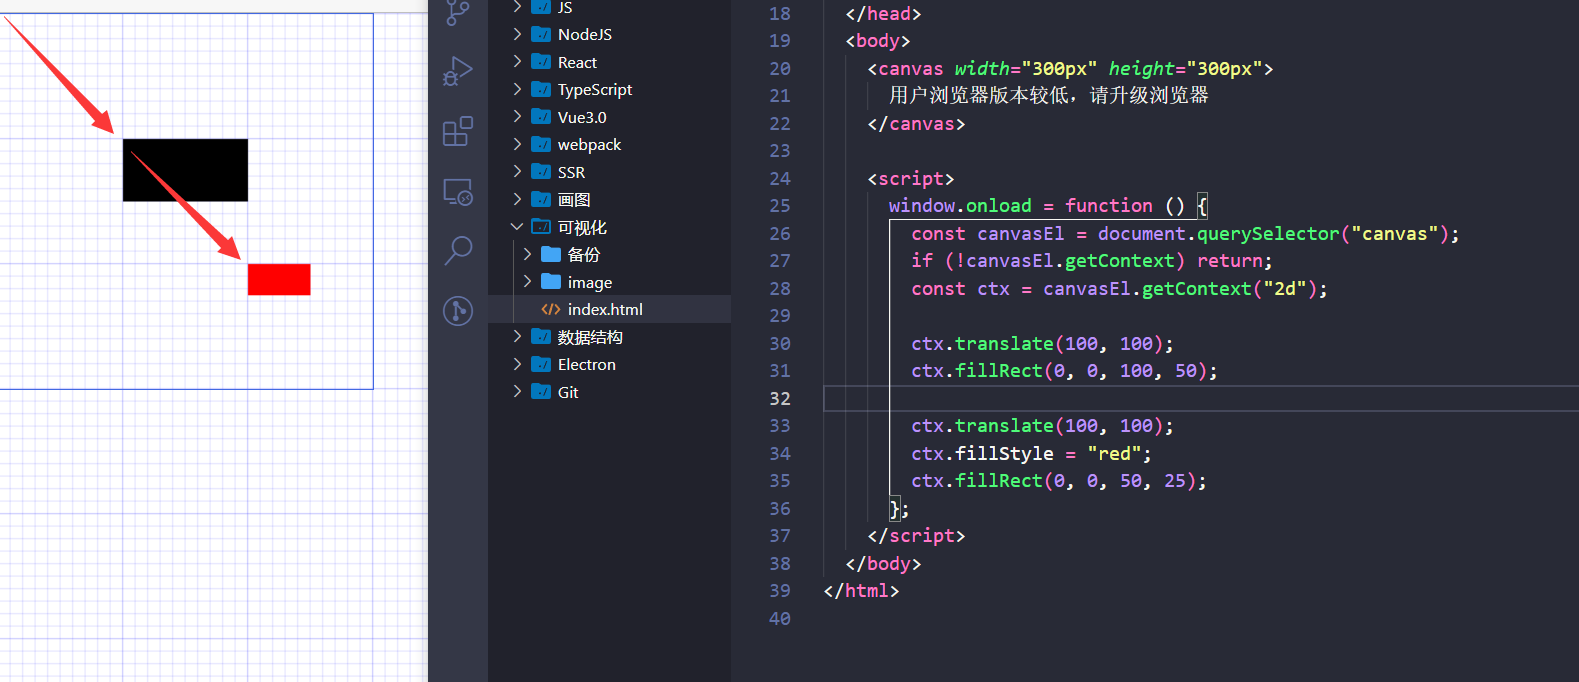 JS
NodeJS
React
TypeScript
Vue3.0
webpack
SSR
画图
可视化
备份
image
index.html
数据结构
Electron
Git
18 </head>
19 <body>
20 <canvas width="300px" height="300px">
21 用户浏览器版本较低，请升级浏览器
22 </canvas>
23
24 <script>
25 window.onload = function () {
26 const canvasEl = document.querySelector("canvas");
27 if (!canvasEl.getContext) return;
28 const ctx = canvasEl.getContext("2d");
29
30 ctx.translate(100, 100);
31 ctx.fillRect(0, 0, 100, 50);
32
33 ctx.translate(100, 100);
34 ctx.fillStyle = "red";
35 ctx.fillRect(0, 0, 50, 25);
36 };
37 </script>
38 </body>
39 </html>
40